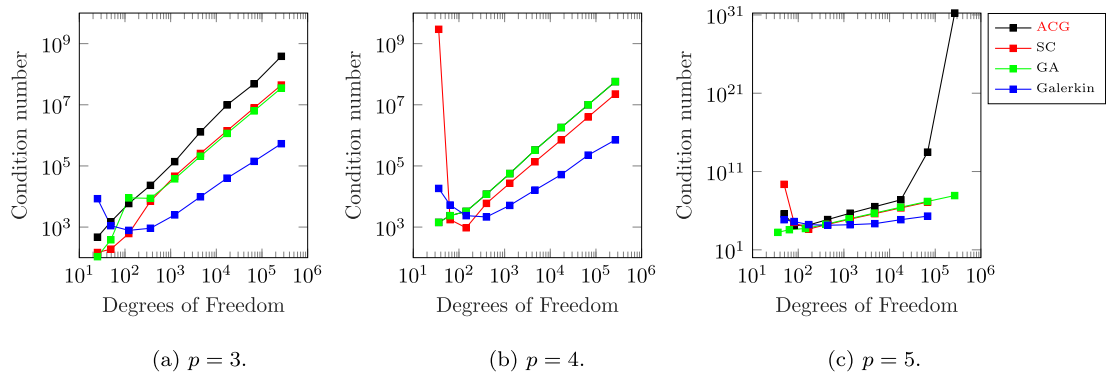 10^9
10^7
10^5
10^3
Condition number
10^1 10^2 10^3 10^4 10^5 10^6
Degrees of Freedom
(a) p = 3.
10^9
10^7
10^5
10^3
Condition number
10^1 10^2 10^3 10^4 10^5 10^6
Degrees of Freedom
(b) p = 4.
10^31
10^21
10^11
10^1
Condition number
10^1 10^2 10^3 10^4 10^5 10^6
Degrees of Freedom
(c) p = 5.
ACG
SC
GA
Galerkin